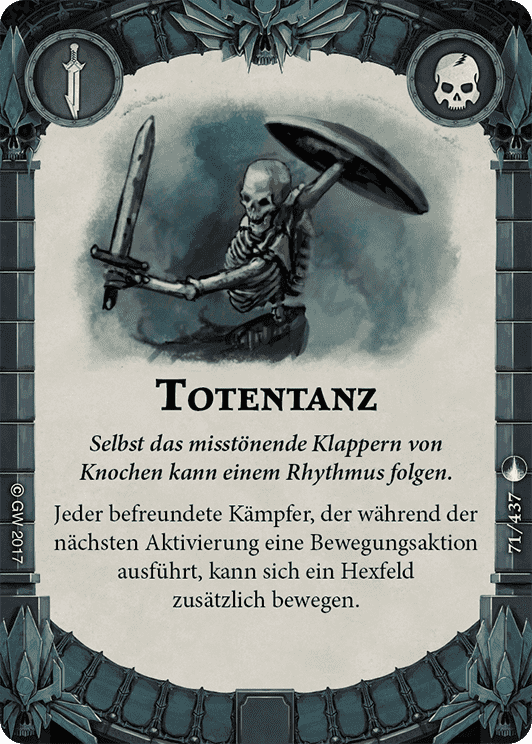 TOTENTANZ
Selbst das misstönende Klappern von
Knochen kann einem Rhythmus folgen.
Jeder befreundete Kämpfer, der während der
nächsten Aktivierung eine Bewegungsaktion
ausführt, kann sich ein Hexfeld
zusätzlich bewegen.
© GW 2017
71/437